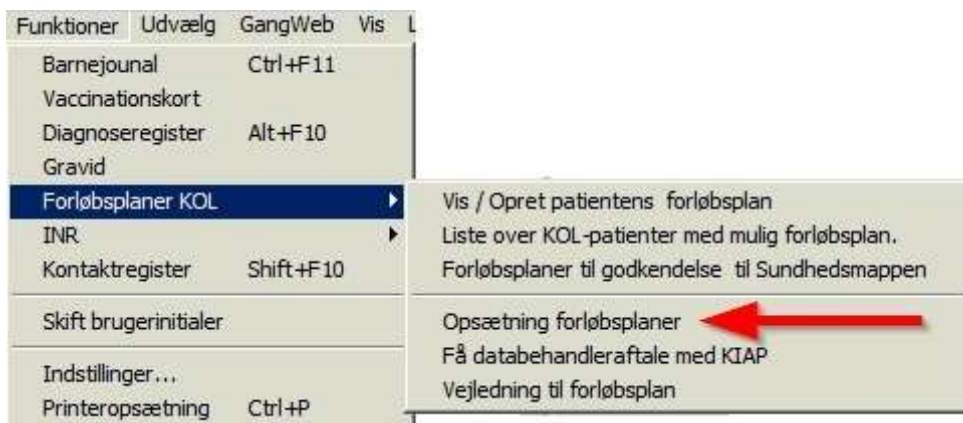 Funktioner Udvælg GangWeb Vis L
Barnejounal Ctrl+F11
Vaccinationskort
Diagnoseregister Alt+F10
Gravid
Forløbsplaner KOL
INR
Kontaktregister Shift+F10
Skift brugerinitialer
Indstillinger...
Printeropsætning Ctrl+P
Vis / Opret patientens forløbsplan
Liste over KOL-patienter med mulig forløbsplan.
Forløbsplaner til godkendelse til Sundhedsmappen
Opsætning forløbsplaner
Få databehandleraftale med KIAP
Vejledning til forløbsplan